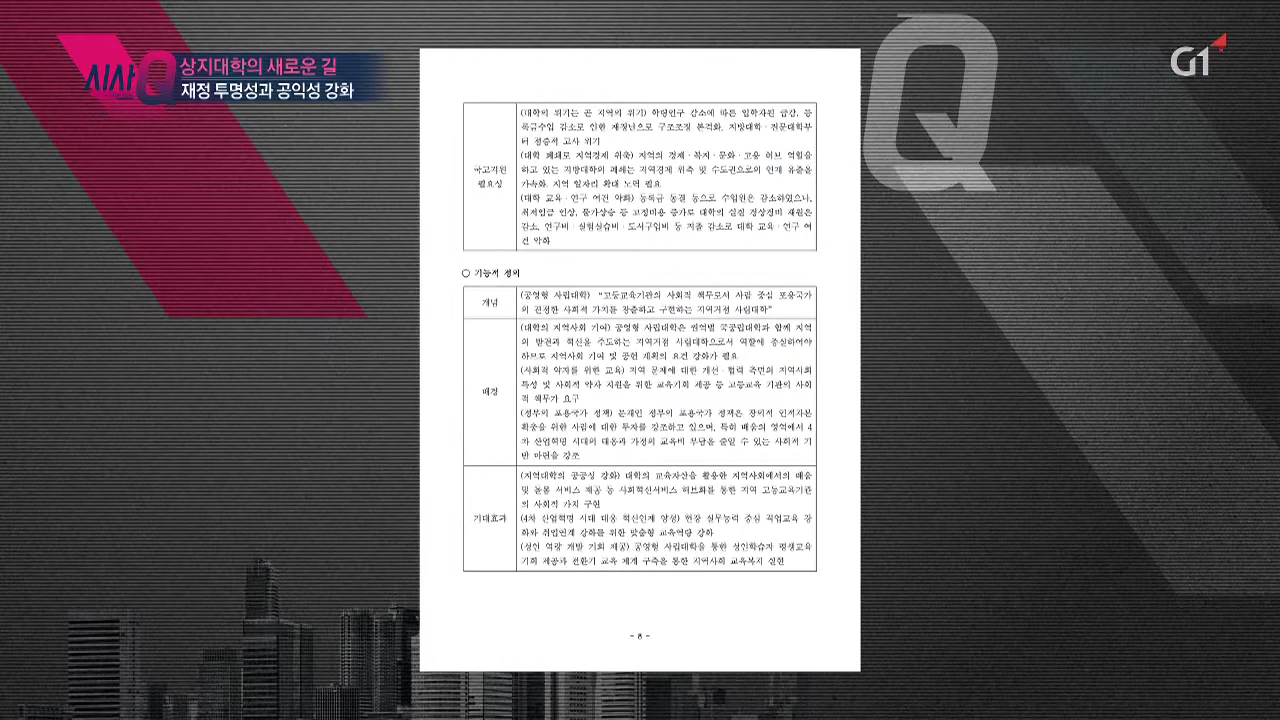 시사Q
상지대학의 새로운 길
재정 투명성과 공익성 강화
G1
Q
(대학의 위기는 곧 지역의 위기) 학령인구 감소에 따른 입학자원 급감, 등
록금수입 감소로 인한 재정난으로 구조조정 본격화, 지방대학·전문대학부
터 점증적 고사 위기
국고지원
필요성
(대학 폐쇄로 지역경제 위축) 지역의 경제·복지·문화·고용 허브 역할을
하고 있는 지방대학의 폐쇄는 지역경제 위축 및 수도권으로의 인재 유출을
가속화, 지역 일자리 확대 노력 필요
(대학 교육·연구 여건 악화) 등록금 동결 등으로 수입원은 감소하였으나,
최저임금 인상, 물가상승 등 고정비용 증가로 대학의 실질 경상경비 재원은
감소, 연구비·실험실습비·도서구입비 등 지출 감소로 대학 교육·연구 여
건 악화
○ 기능적 정의
개념
(공영형 사립대학) “고등교육기관의 사회적 책무로서 사람 중심 포용국가
의 진정한 사회적 가치를 창출하고 구현하는 지역거점 사립대학”
배경
(대학의 지역사회 기여) 공영형 사립대학은 권역별 국공립대학과 함께 지역
의 발전과 혁신을 주도하는 지역거점 사립대학으로서 역할에 충실하여야
하므로 지역사회 기여 및 공헌 계획의 요건 강화가 필요
(사회적 약자를 위한 교육) 지역 문제에 대한 개선·협력 측면의 지역사회
특성 및 사회적 약자 지원을 위한 교육기회 제공 등 고등교육 기관의 사회
적 책무가 요구
(정부의 포용국가 정책) 문재인 정부의 포용국가 정책은 창의적 인적자본
확충을 위한 사람에 대한 투자를 강조하고 있으며, 특히 배움의 영역에서 4
차 산업혁명 시대의 대응과 가정의 교육비 부담을 줄일 수 있는 사회적 기
반 마련을 강조
기대효과
(지역대학의 공공성 강화) 대학의 교육자산을 활용한 지역사회에서의 배움
및 돌봄 서비스 제공 등 사회혁신서비스 허브화를 통한 지역 고등교육기관
의 사회적 가치 구현
(4차 산업혁명 시대 대응 혁신인재 양성) 현장 실무능력 중심 직업교육 강
화와 취업연계 강화를 위한 맞춤형 교육역량 강화
(성인 역량 개발 기회 제공) 공영형 사립대학을 통한 성인학습자 평생교육
기회 제공과 전환기 교육 체계 구축을 통한 지역사회 교육복지 실현
- 8 -